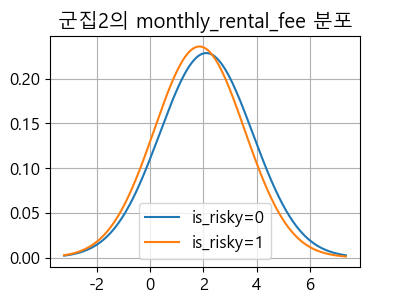 군집2의 monthly_rental_fee 분포
0.20
0.15
0.10
0.05
0.00
is_risky=0
is_risky=1
-2 0 2 4 6